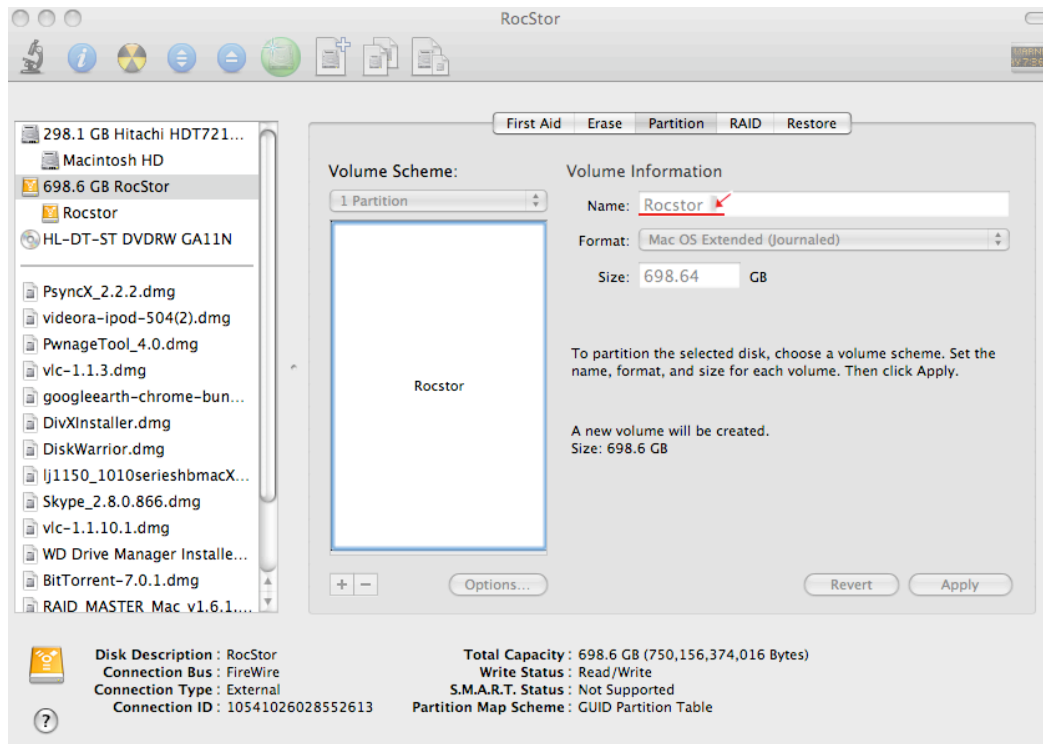 RocStor
WARN
298.1 GB Hitachi HDT721...
Macintosh HD
698.6 GB RocStor
Rocstor
HL-DT-ST DVDRW GA11N
PsyncX_2.2.2.dmg
videora-ipod-504(2).dmg
PwnageTool_4.0.dmg
vlc-1.1.3.dmg
googleearth-chrome-bun...
DivXInstaller.dmg
DiskWarrior.dmg
lj1150_1010serieshbmacX...
Skype_2.8.0.866.dmg
vlc-1.1.10.1.dmg
WD Drive Manager Installe...
BitTorrent-7.0.1.dmg
RAID_MASTER_Mac_v1.6.1....
First Aid Erase Partition RAID Restore
Volume Scheme:
1 Partition
Rocstor
+ − Options...
Volume Information
Name: Rocstor
Format: Mac OS Extended (Journaled)
Size: 698.64 GB
To partition the selected disk, choose a volume scheme. Set the
name, format, and size for each volume. Then click Apply.
A new volume will be created.
Size: 698.6 GB
Revert Apply
Disk Description : RocStor
Connection Bus : FireWire
Connection Type : External
Connection ID : 10541026028552613
Total Capacity : 698.6 GB (750,156,374,016 Bytes)
Write Status : Read/Write
S.M.A.R.T. Status : Not Supported
Partition Map Scheme : GUID Partition Table
?